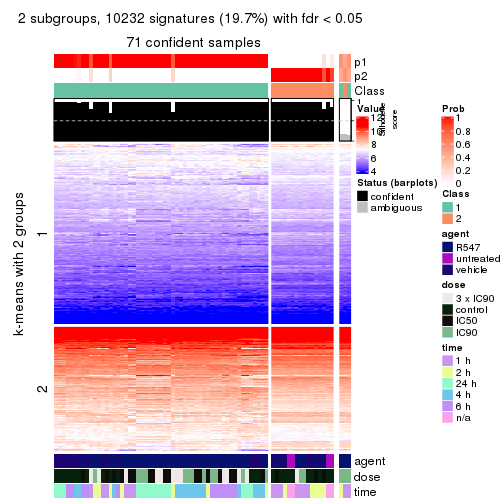 2 subgroups, 10232 signatures (19.7%) with fdr < 0.05
71 confident samples
p1
p2
Class
1
Silhouette
score
k-means with 2 groups
1
2
agent
dose
time
Value
12
10
8
6
4
Status (barplots)
confident
ambiguous
Prob
1
0.8
0.6
0.4
0.2
0
Class
1
2
agent
R547
untreated
vehicle
dose
3 x IC90
control
IC50
IC90
time
1 h
2 h
24 h
4 h
6 h
n/a